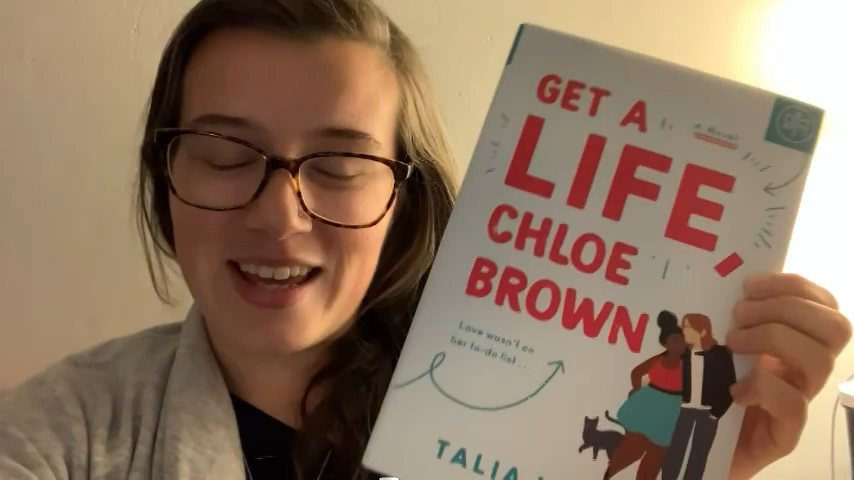 GET A
a Novel
LIFE,
CHLOE
BROWN
Love wasn't on
her to-do list...
TALIA